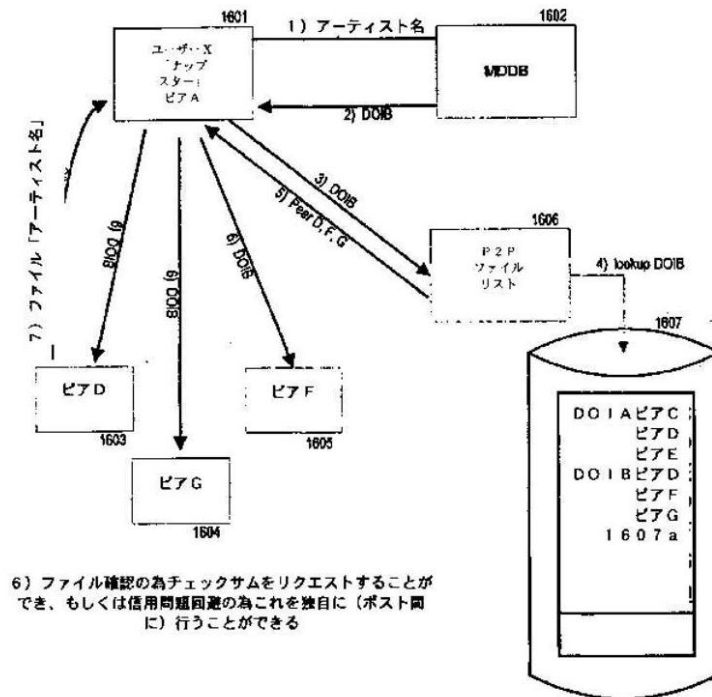 1601
1）アーティスト名
1602
ユーザーX
「ナップ
スター」
ピアA
MDDB
2) DOIB
7）ファイル「アーティスト名」
3) DOIB
5) Peer D, F, G
6) DOIB
6) DOIB
6) DOIB
1606
P2P
ファイル
リスト
4) lookup DOIB
1607
ピアD
1603
ピアF
1605
ピアG
1604
DOIAピアC
ピアD
ピアE
DOIBピアD
ピアF
ピアG
1607a
6）ファイル確認の為チェックサムをリクエストすることが
でき、もしくは信用問題回避の為これを独自に（ポスト間
に）行うことができる